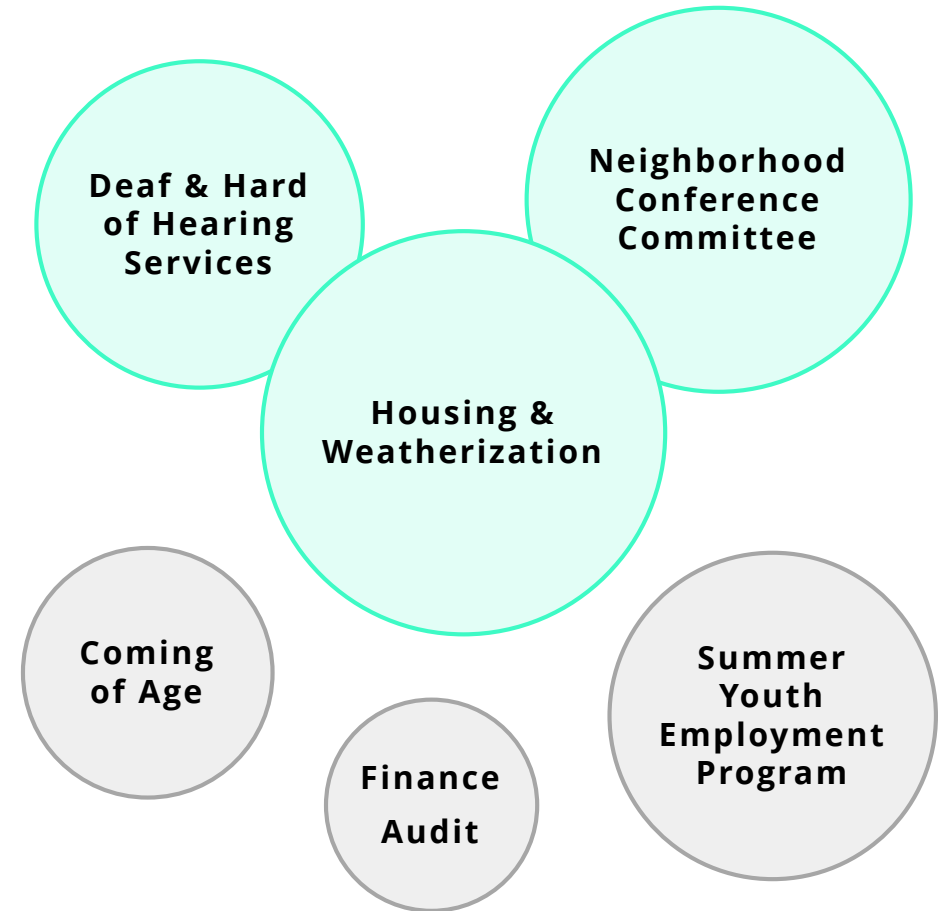 Deaf & Hard
of Hearing
Services
Neighborhood
Conference
Committee
Housing &
Weatherization
Coming
of Age
Finance
Audit
Summer
Youth
Employment
Program